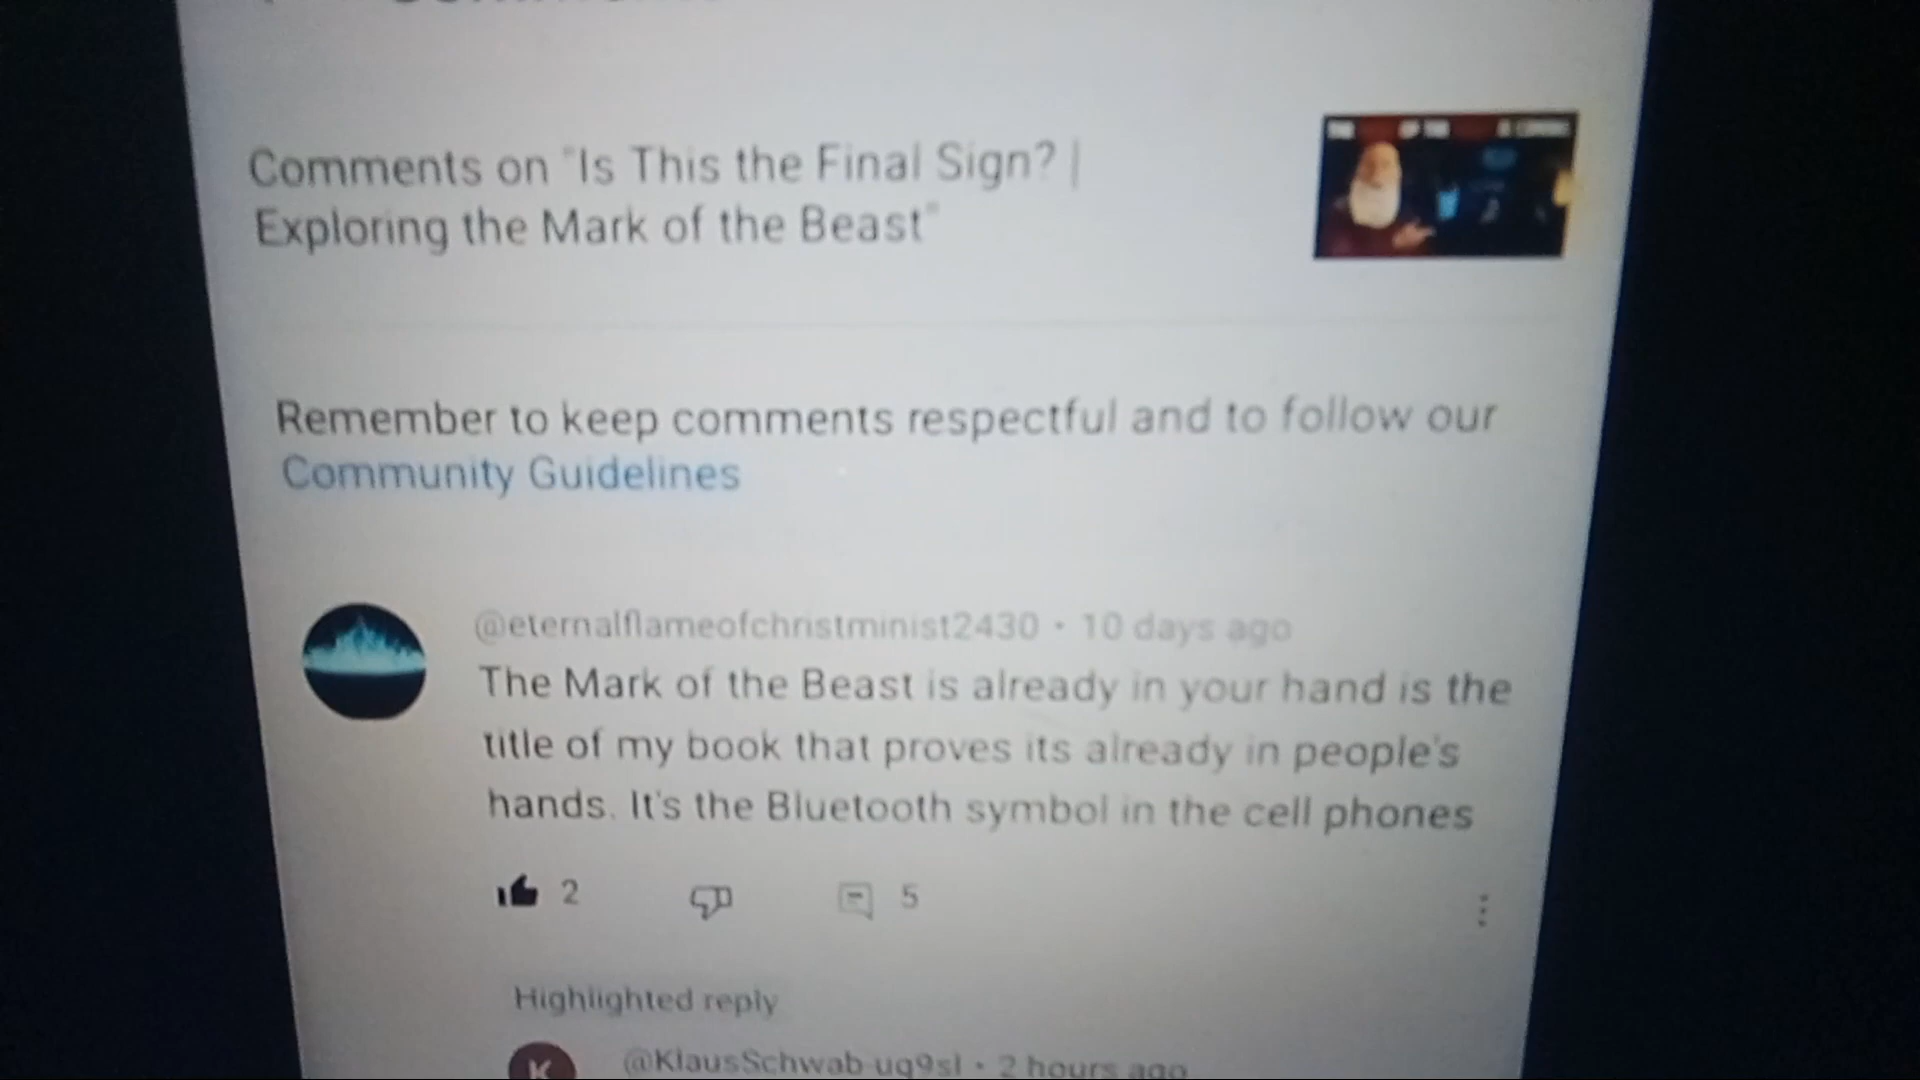 Comments on "Is This the Final Sign? |
Exploring the Mark of the Beast"
Remember to keep comments respectful and to follow our
Community Guidelines
@eternalflameofchristminist2430 • 10 days ago
The Mark of the Beast is already in your hand is the
title of my book that proves its already in people's
hands. It's the Bluetooth symbol in the cell phones
2
5
Highlighted reply
K
@KlausSchwab-uq9sl • 2 hours ago